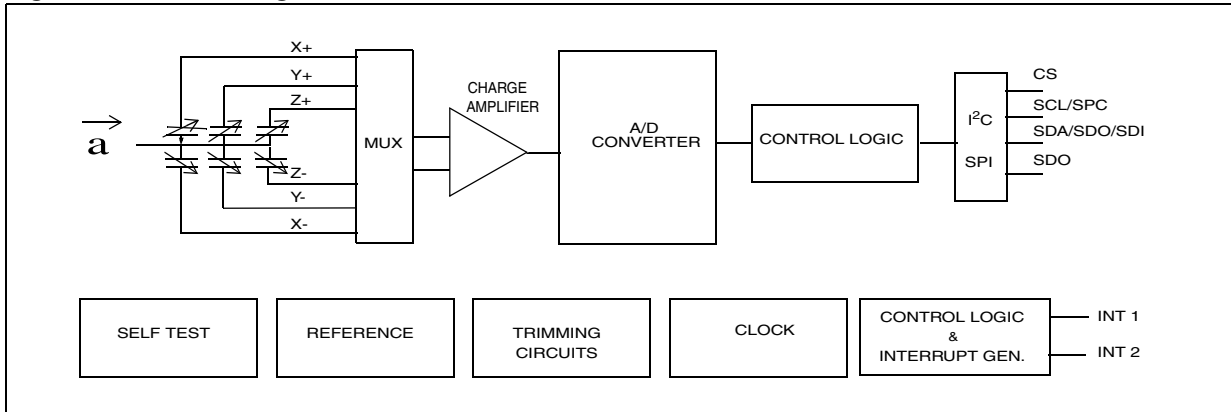 X+
Y+
Z+
a
Z-
Y-
X-
MUX
CHARGE
AMPLIFIER
A/D
CONVERTER
CONTROL LOGIC
I²C
SPI
CS
SCL/SPC
SDA/SDO/SDI
SDO
SELF TEST
REFERENCE
TRIMMING
CIRCUITS
CLOCK
CONTROL LOGIC
&
INTERRUPT GEN.
INT 1
INT 2